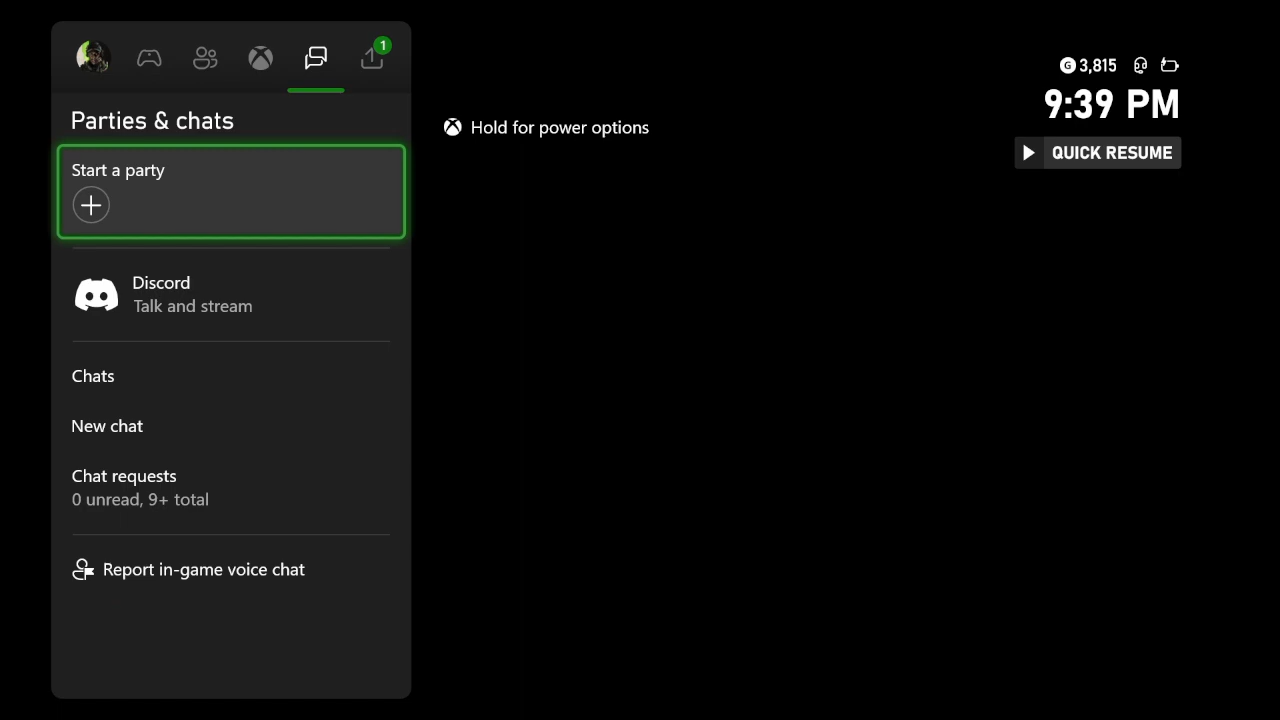 1
G 3,815
9:39 PM
QUICK RESUME
Parties & chats
Hold for power options
Start a party
Discord
Talk and stream
Chats
New chat
Chat requests
0 unread, 9+ total
Report in-game voice chat